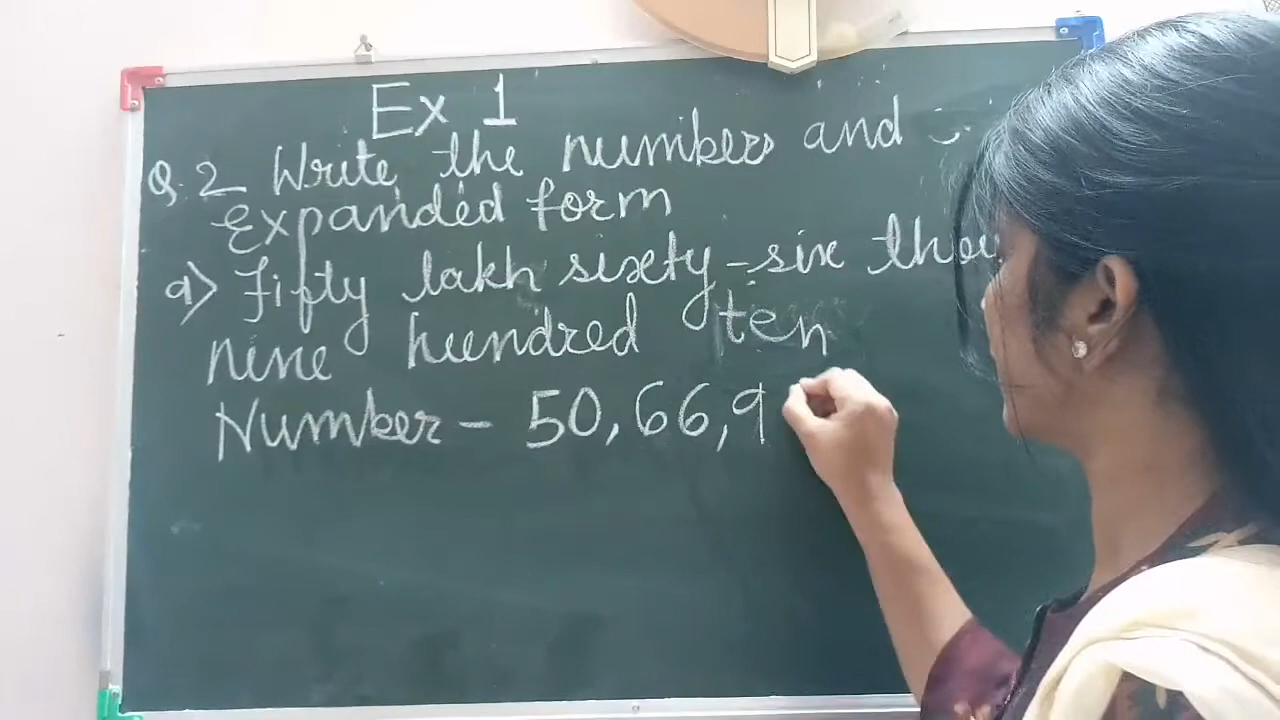 Ex 1
Q.2 Write the numbers and
Expanded form
a) Fifty lakh sixty-six thou
nine hundred ten
Number - 50,66,9